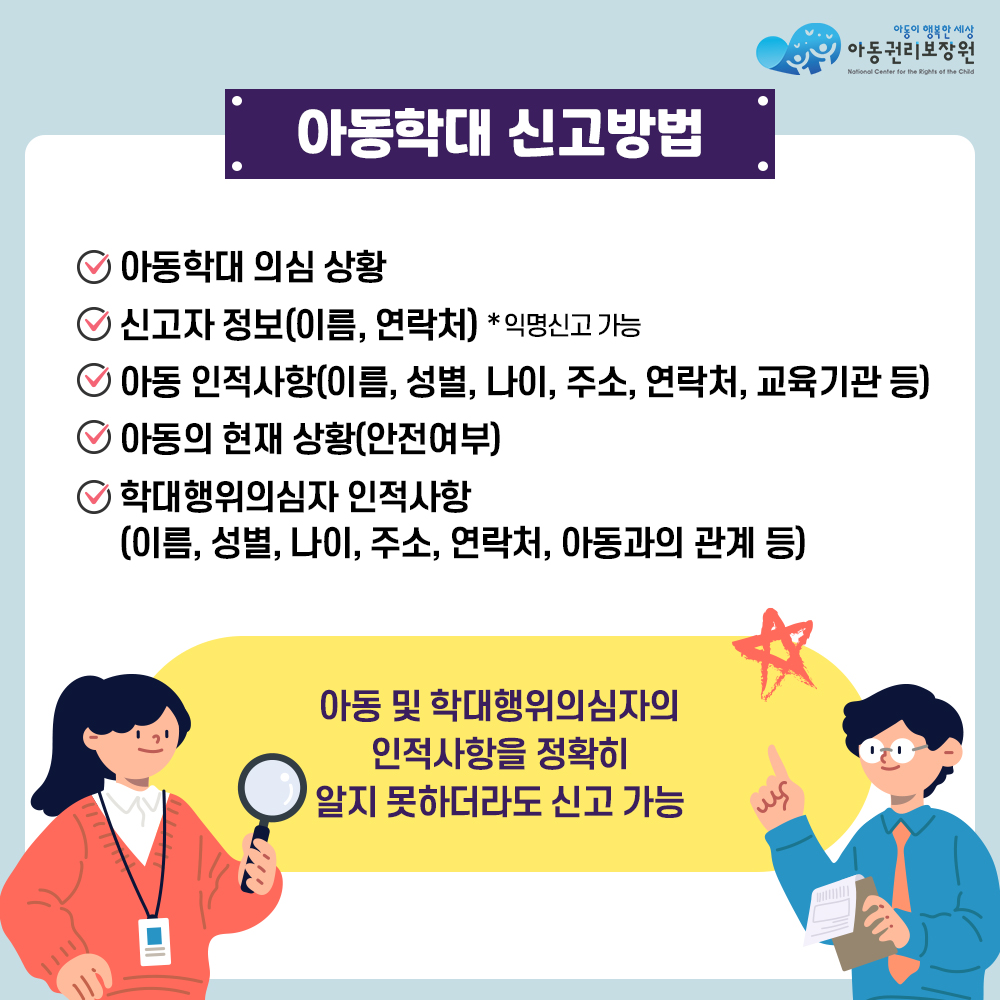 아동이 행복한 세상
아동권리보장원
National Center for the Rights of the Child
아동학대 신고방법
아동학대 의심 상황
신고자 정보(이름, 연락처) *익명신고 가능
아동 인적사항(이름, 성별, 나이, 주소, 연락처, 교육기관 등)
아동의 현재 상황(안전여부)
학대행위의심자 인적사항
(이름, 성별, 나이, 주소, 연락처, 아동과의 관계 등)
아동 및 학대행위의심자의
인적사항을 정확히
알지 못하더라도 신고 가능